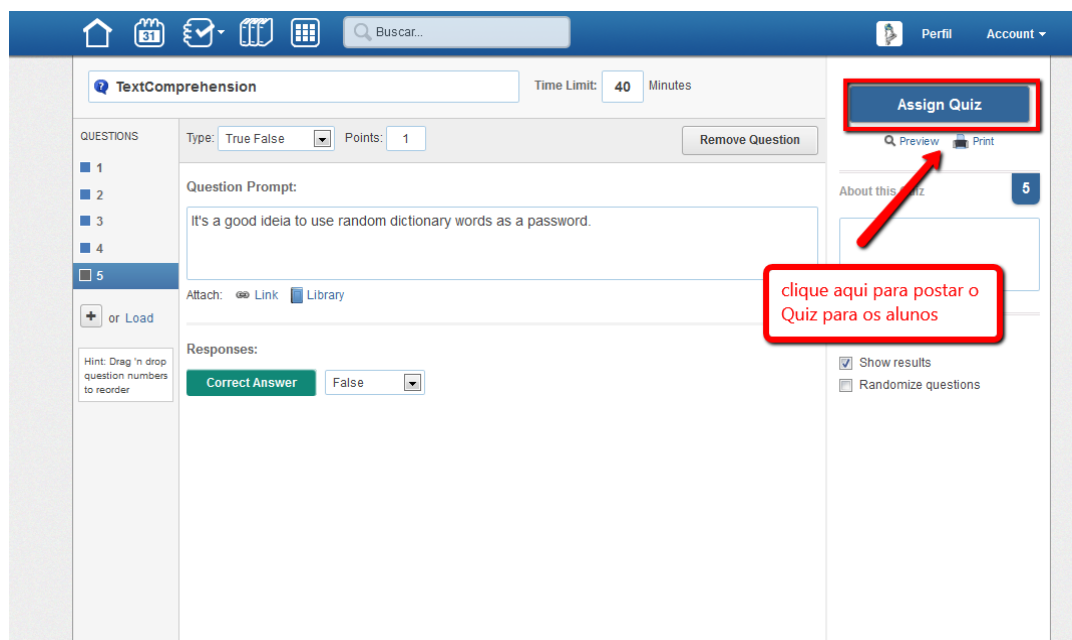 31
Buscar...
Perfil
Account
TextComprehension
Time Limit: 40 Minutes
Assign Quiz
Preview Print
QUESTIONS
Type: True False Points: 1
Remove Question
1
2
3
4
5
or Load
Hint: Drag 'n drop
question numbers
to reorder
Question Prompt:
It's a good ideia to use random dictionary words as a password.
Attach: Link Library
Responses:
Correct Answer False
About this
5
clique aqui para postar o
Quiz para os alunos
Show results
Randomize questions